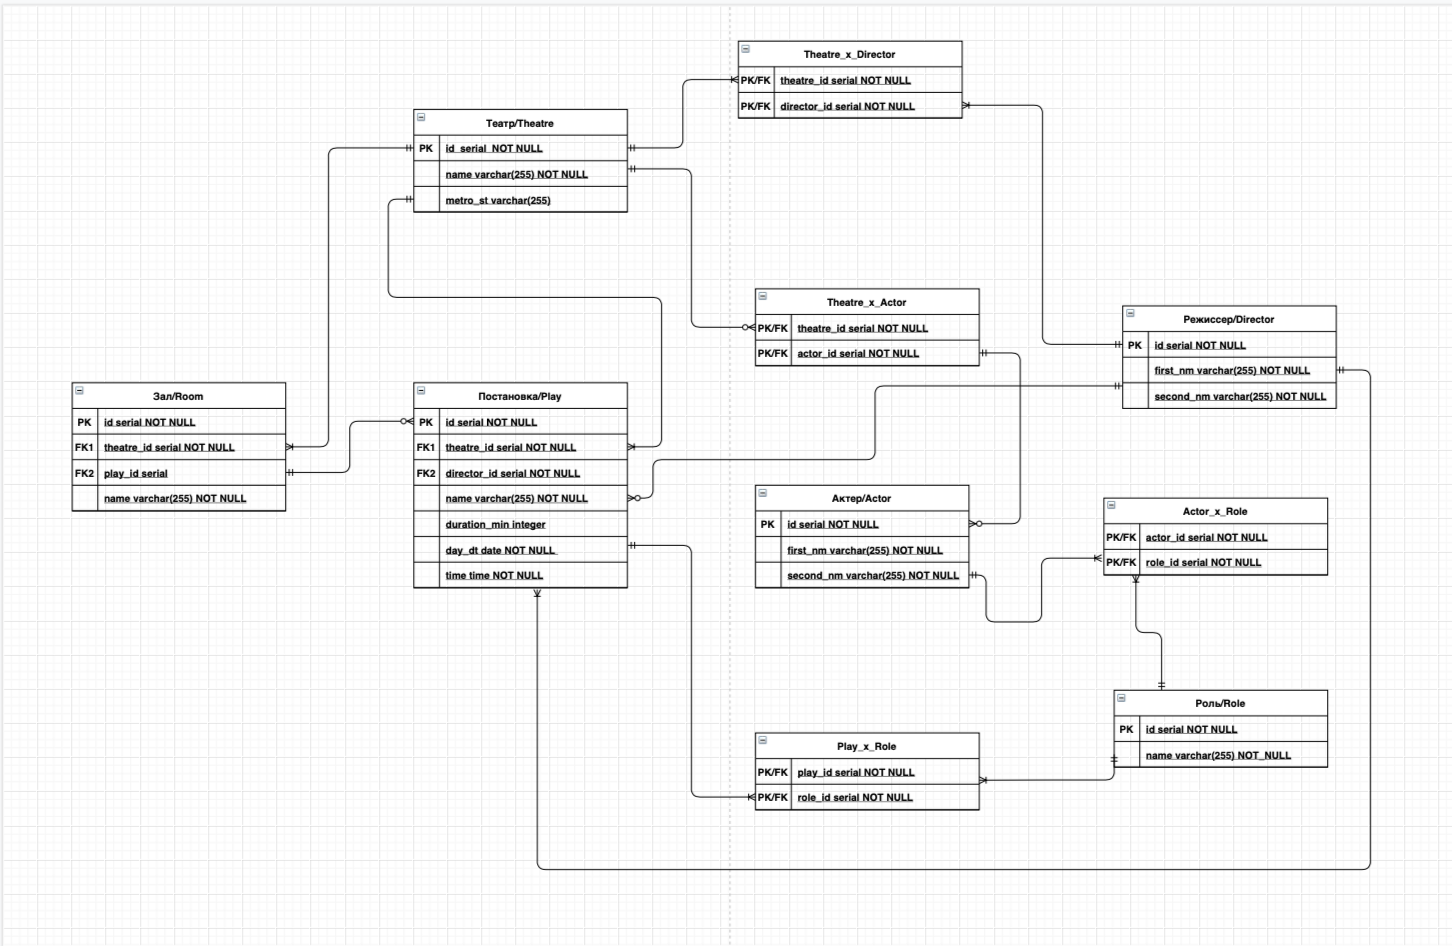 Theatre_x_Director
PK/FK theatre_id serial NOT NULL
PK/FK director_id serial NOT NULL
Театр/Theatre
PK id serial NOT NULL
name varchar(255) NOT NULL
metro_st varchar(255)
Theatre_x_Actor
PK/FK theatre_id serial NOT NULL
PK/FK actor_id serial NOT NULL
Режиссер/Director
PK id serial NOT NULL
first_nm varchar(255) NOT NULL
second_nm varchar(255) NOT NULL
Зал/Room
PK id serial NOT NULL
FK1 theatre_id serial NOT NULL
FK2 play_id serial
name varchar(255) NOT NULL
Постановка/Play
PK id serial NOT NULL
FK1 theatre_id serial NOT NULL
FK2 director_id serial NOT NULL
name varchar(255) NOT NULL
duration_min integer
day_dt date NOT NULL
time time NOT NULL
Актер/Actor
PK id serial NOT NULL
first_nm varchar(255) NOT NULL
second_nm varchar(255) NOT NULL
Actor_x_Role
PK/FK actor_id serial NOT NULL
PK/FK role_id serial NOT NULL
Роль/Role
PK id serial NOT NULL
name varchar(255) NOT_NULL
Play_x_Role
PK/FK play_id serial NOT NULL
PK/FK role_id serial NOT NULL